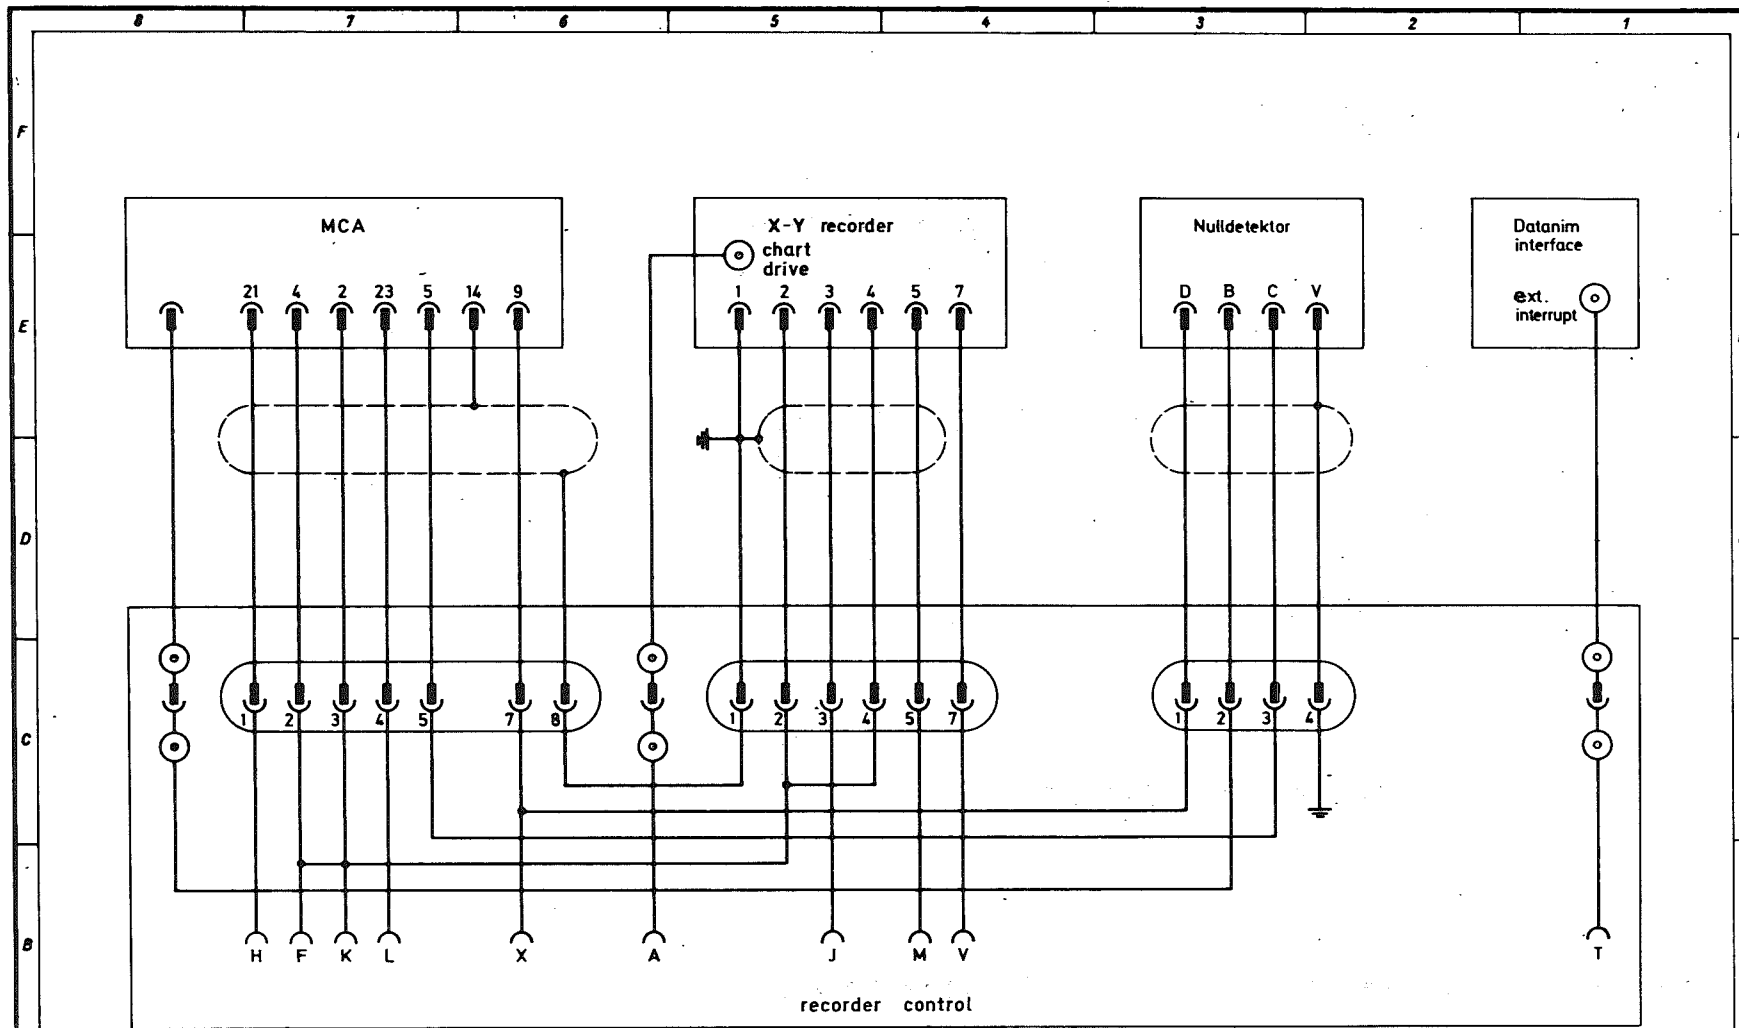 8 7 6 5 4 3 2 1
F
MCA
X-Y recorder
Nulldetektor
Datanim
interface
chart
drive
21 4 2 23 5 14 9
1 2 3 4 5 7
D B C V
ext.
interrupt
E
D
1 2 3 4 5 7 8
1 2 3 4 5 7
1 2 3 4
C
B
H F K L X A J M V T
recorder control